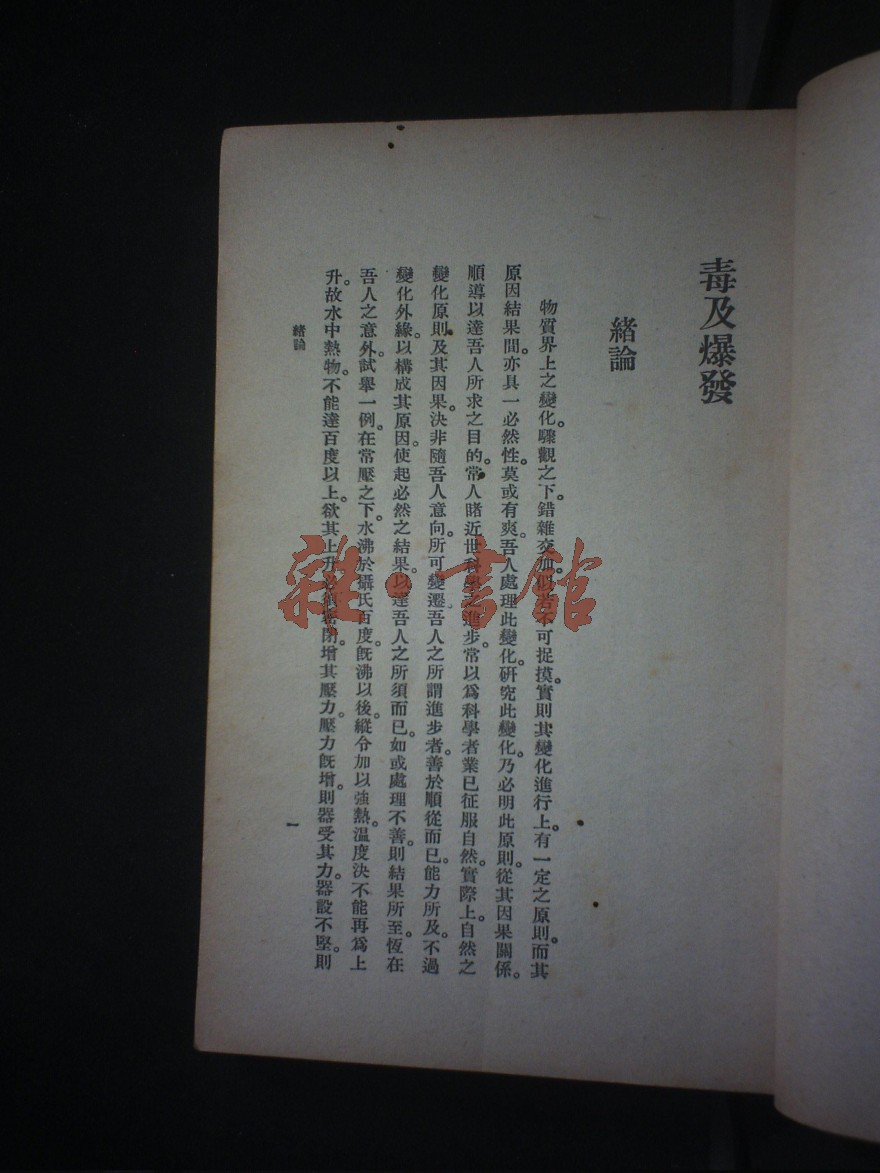 毒及爆發
緒論
物質界上之變化。驟觀之下。錯雜交加。似若不可捉摸。實則其變化進行上。有一定之原則。而其
原因結果間。亦具一必然性。莫或有爽。吾人處理此變化。研究此變化。乃必明此原則。從其因果關係。
順導以達吾人所求之目的。常人睹近世科學之進步。常以爲科學者業已征服自然。實際上。自然之
變化原則及其因果。決非隨吾人意向。所可變遷。吾人之所謂進步者。善於順從而已。能力所及。不過
變化外緣。以構成其原因。使起必然之結果。以達吾人之所須而已。如或處理不善。則結果所至。恆在
吾人之意外。試舉一例。在常壓之下。水沸於攝氏百度。旣沸以後。縱令加以強熱。溫度決不能再爲上
升。故水中熱物。不能達百度以上。欲其上升。必須密閉。增其壓力。壓力旣增。則器受其力。器設不堅。則
緒論
一
雜·書館